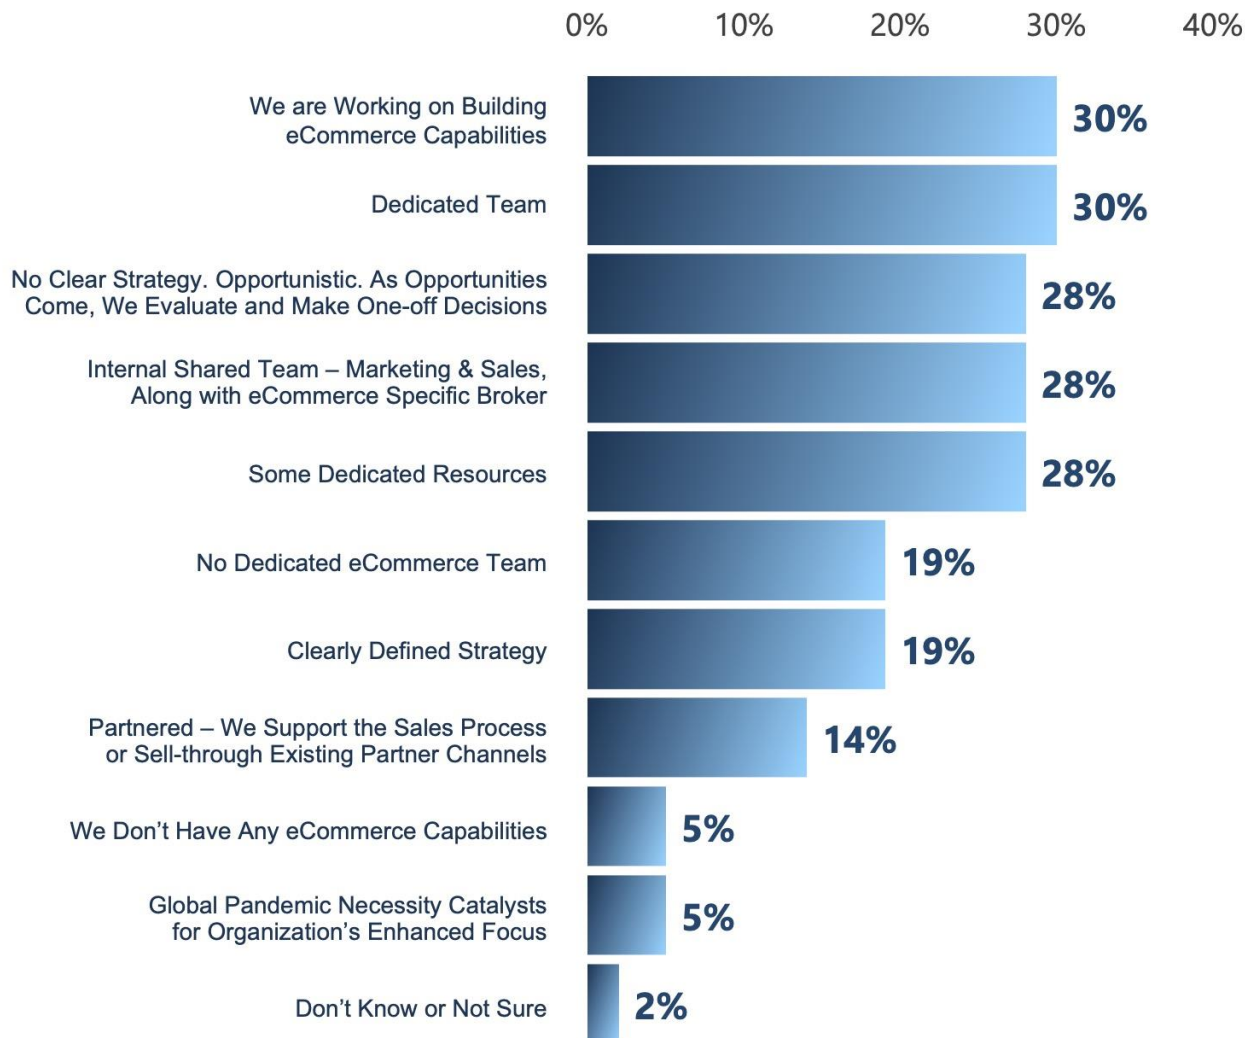 0% 10% 20% 30% 40%
We are Working on Building
eCommerce Capabilities
30%
Dedicated Team
30%
No Clear Strategy. Opportunistic. As Opportunities
Come, We Evaluate and Make One-off Decisions
28%
Internal Shared Team – Marketing & Sales,
Along with eCommerce Specific Broker
28%
Some Dedicated Resources
28%
No Dedicated eCommerce Team
19%
Clearly Defined Strategy
19%
Partnered – We Support the Sales Process
or Sell-through Existing Partner Channels
14%
We Don’t Have Any eCommerce Capabilities
5%
Global Pandemic Necessity Catalysts
for Organization’s Enhanced Focus
5%
Don’t Know or Not Sure
2%